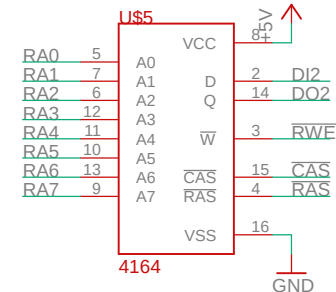 U$5
+5V
VCC 8
RA0 5 A0
RA1 7 A1
D 2 DI2
RA2 6 A2
Q 14 DO2
RA3 12 A3
RA4 11 A4
W 3 RWE
RA5 10 A5
RA6 13 A6
CAS 15 CAS
RA7 9 A7
RAS 4 RAS
VSS 16
4164
GND